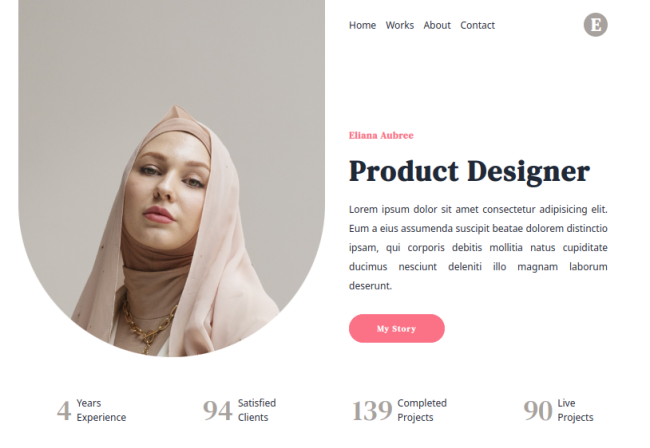 Home Works About Contact
E
Eliana Aubree
Product Designer
Lorem ipsum dolor sit amet consectetur adipisicing elit.
Eum a eius assumenda suscipit beatae dolorem distinctio
ipsam, qui corporis debitis mollitia natus cupiditate
ducimus nesciunt deleniti illo magnam laborum
deserunt.
My Story
4 Years
Experience
94 Satisfied
Clients
139 Completed
Projects
90 Live
Projects